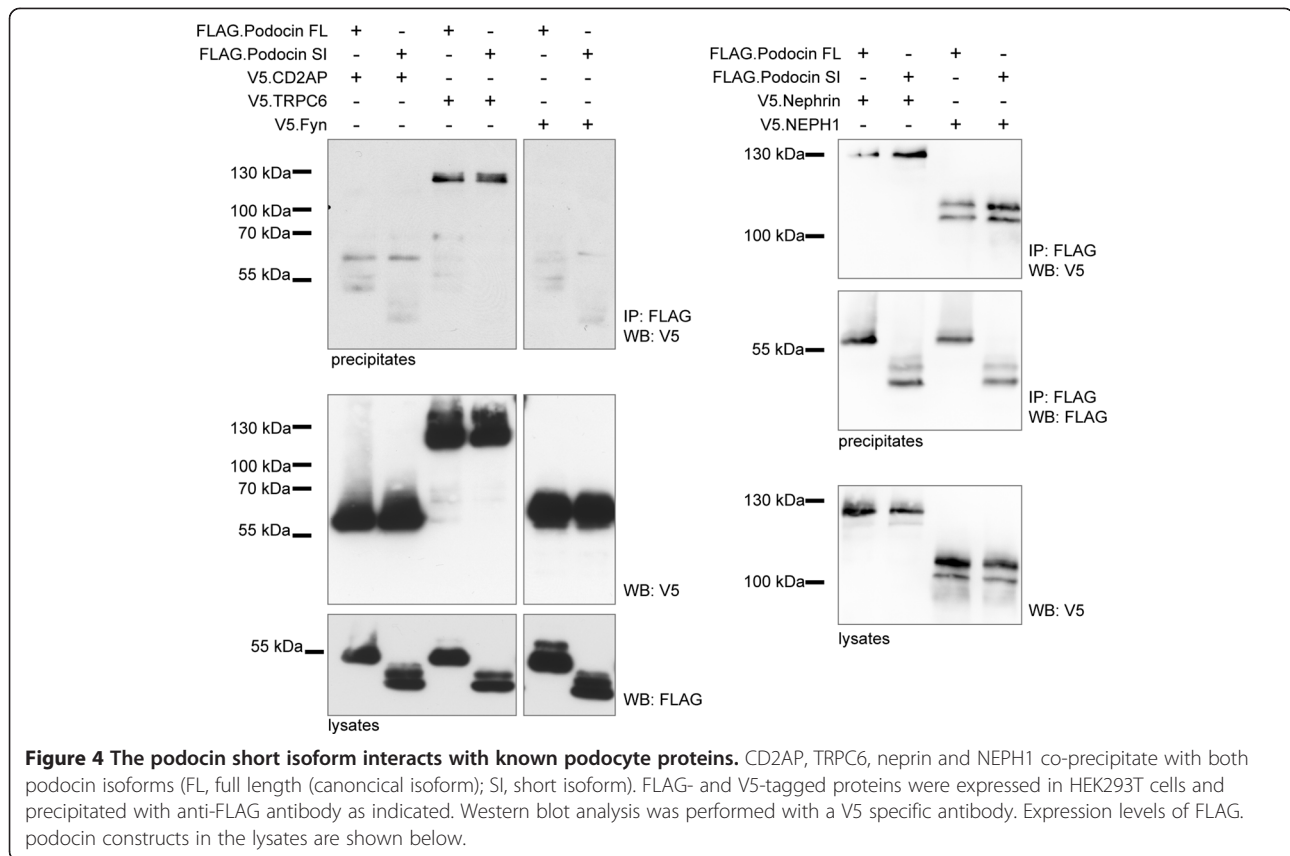 FLAG.Podocin FL + - + - + -
FLAG.Podocin SI - + - + - +
V5.CD2AP + + - - - -
V5.TRPC6 - - + + - -
V5.Fyn - - - - + +
130 kDa
100 kDa
70 kDa
55 kDa
IP: FLAG
WB: V5
precipitates
130 kDa
100 kDa
70 kDa
55 kDa
WB: V5
55 kDa
WB: FLAG
lysates
FLAG.Podocin FL + - + -
FLAG.Podocin SI - + - +
V5.Nephrin + + - -
V5.NEPH1 - - + +
130 kDa
100 kDa
IP: FLAG
WB: V5
55 kDa
IP: FLAG
WB: FLAG
precipitates
130 kDa
100 kDa
WB: V5
lysates
Figure 4 The podocin short isoform interacts with known podocyte proteins. CD2AP, TRPC6, neprin and NEPH1 co-precipitate with both
podocin isoforms (FL, full length (canoncical isoform); SI, short isoform). FLAG- and V5-tagged proteins were expressed in HEK293T cells and
precipitated with anti-FLAG antibody as indicated. Western blot analysis was performed with a V5 specific antibody. Expression levels of FLAG.
podocin constructs in the lysates are shown below.